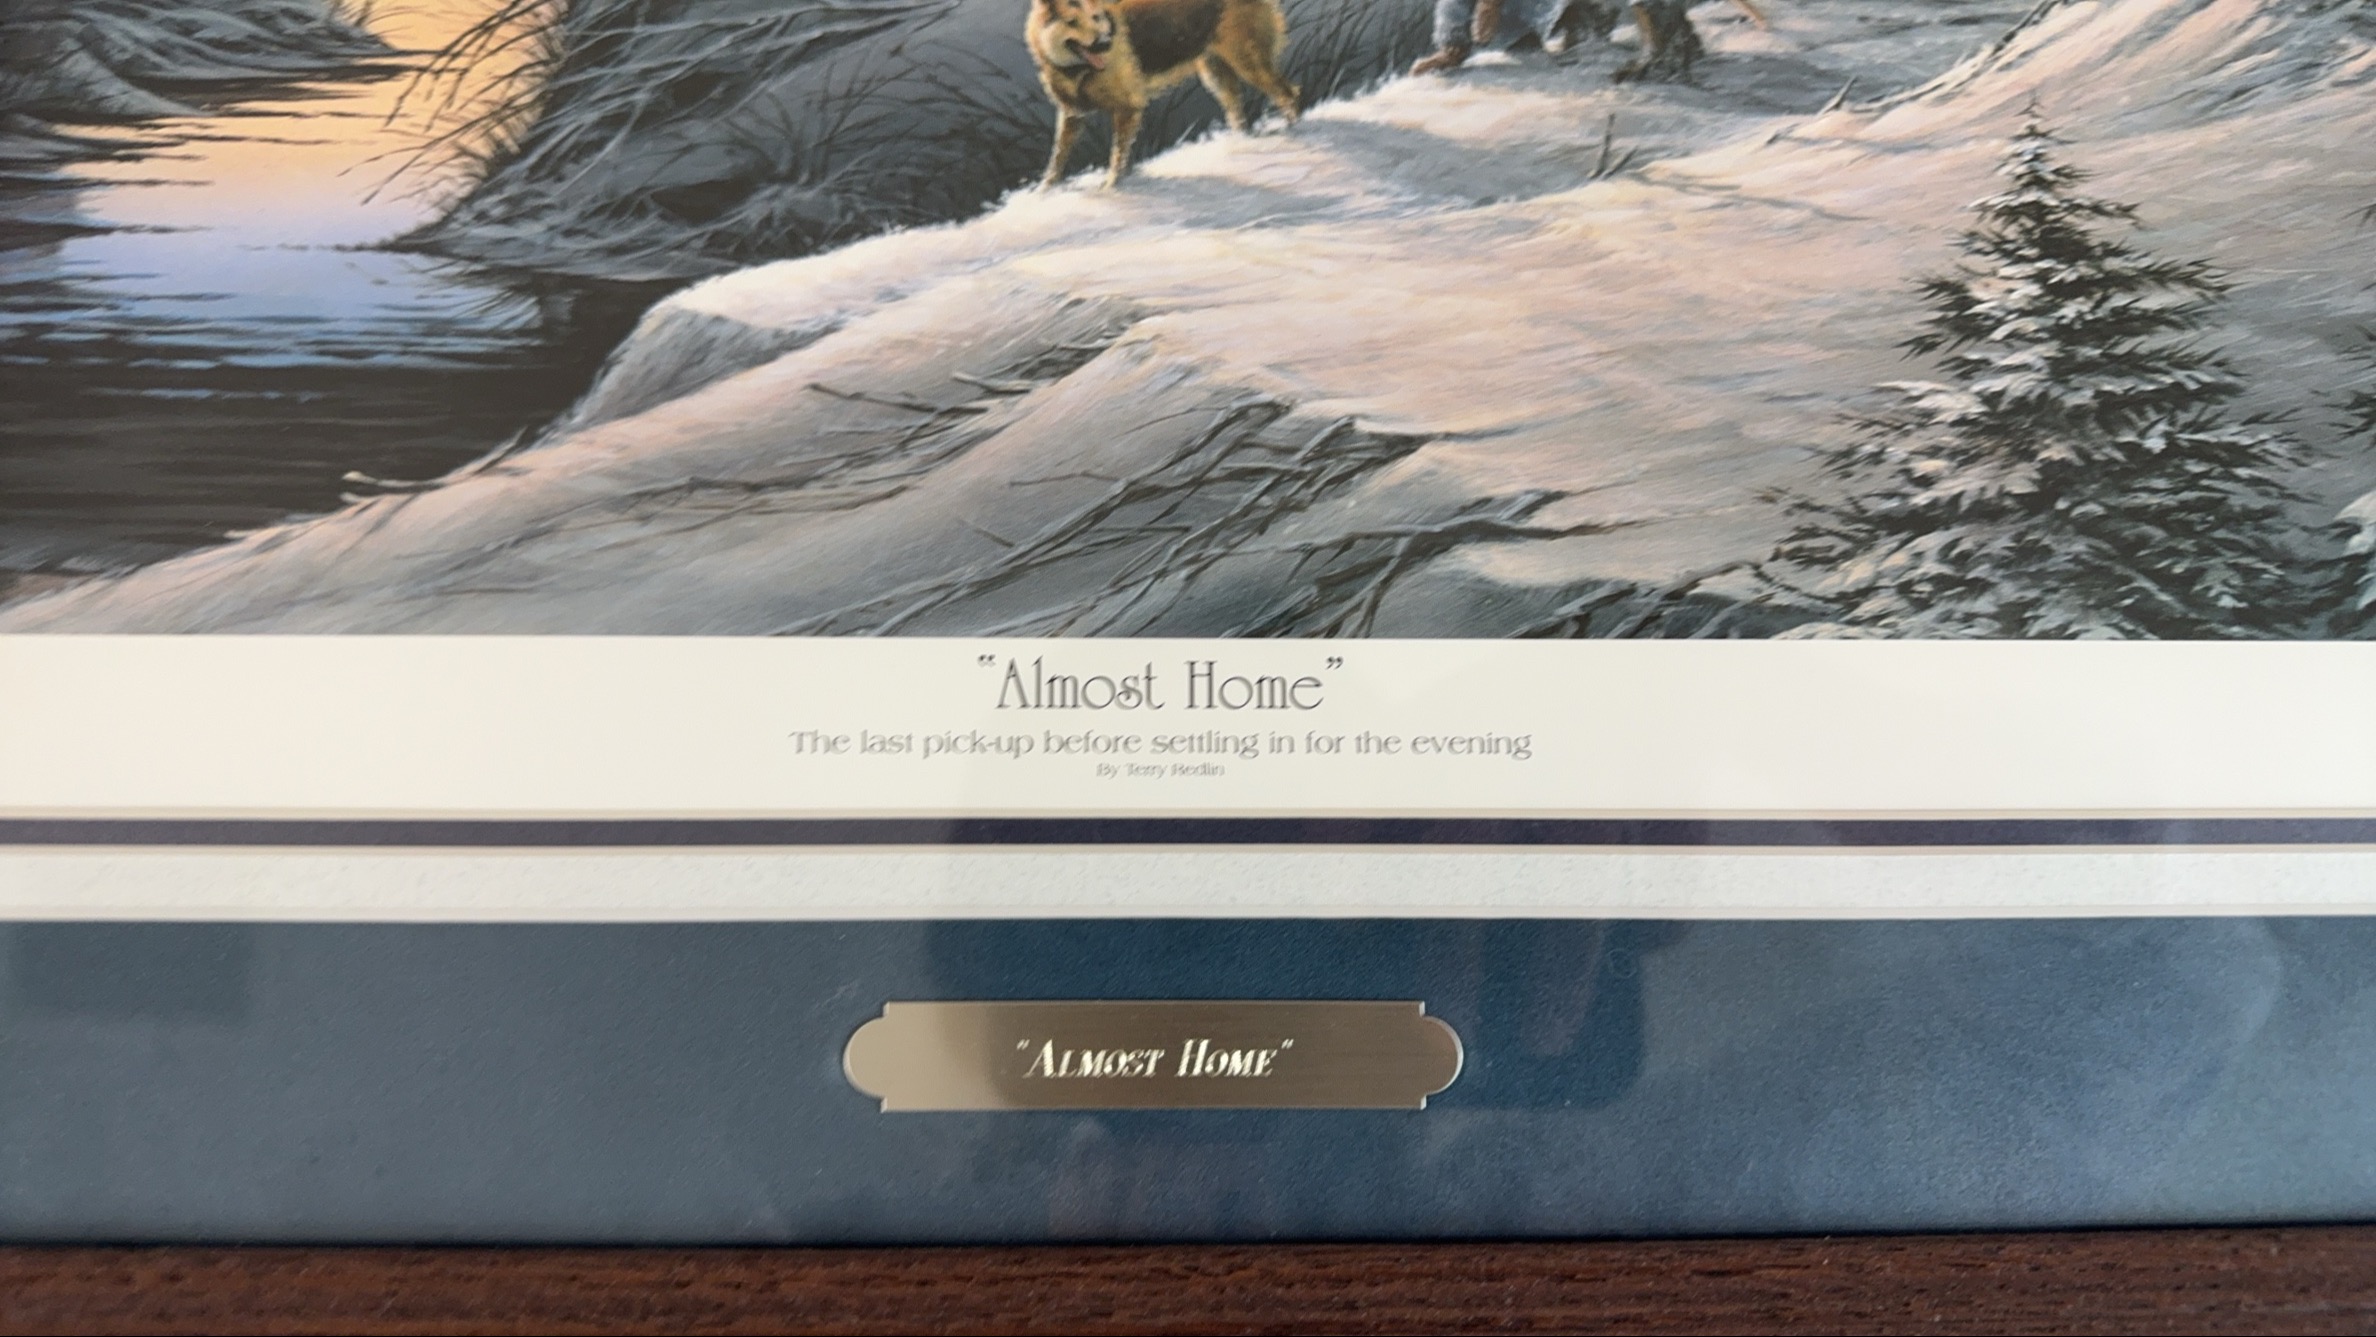 “Almost Home”
The last pick-up before settling in for the evening
By Terry Redlin
"ALMOST HOME"